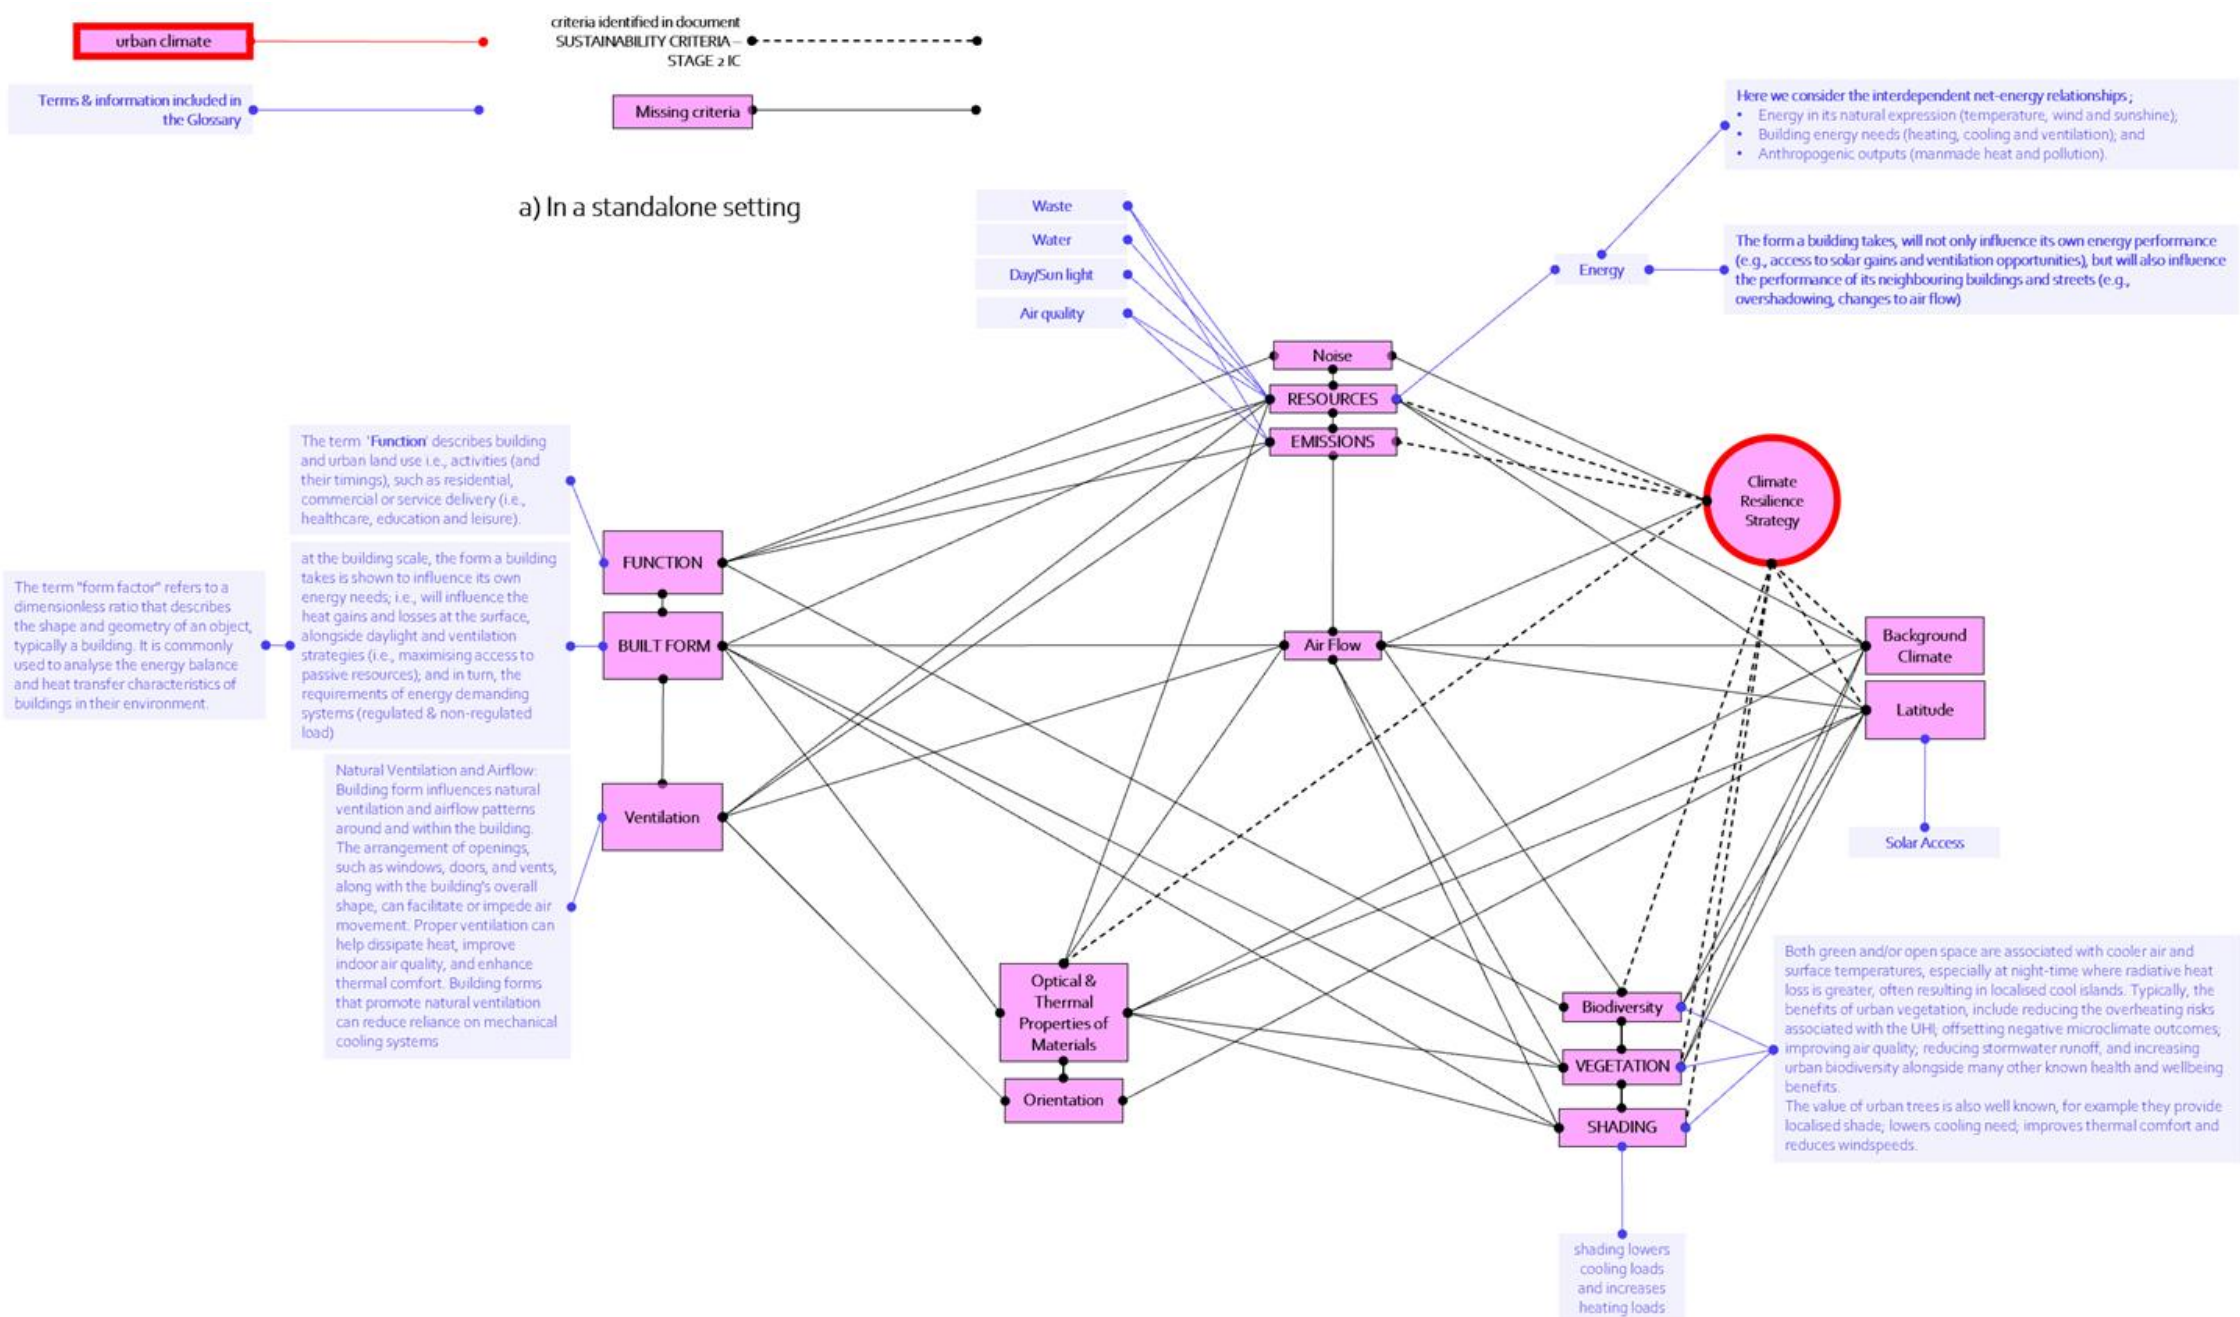 urban climate
criteria identified in document
SUSTAINABILITY CRITERIA –
STAGE 2 IC
Terms & information included in
the Glossary
Missing criteria
a) In a standalone setting
Here we consider the interdependent net-energy relationships ;
• Energy in its natural expression (temperature, wind and sunshine);
• Building energy needs (heating, cooling and ventilation); and
• Anthropogenic outputs (manmade heat and pollution).
Waste
Water
Day/Sun light
Air quality
Energy
The form a building takes, will not only influence its own energy performance
(e.g., access to solar gains and ventilation opportunities), but will also influence
the performance of its neighbouring buildings and streets (e.g.,
overshadowing, changes to air flow)
Noise
RESOURCES
EMISSIONS
Climate
Resilience
Strategy
The term 'Function' describes building
and urban land use i.e., activities (and
their timings), such as residential,
commercial or service delivery (i.e.,
healthcare, education and leisure).
FUNCTION
The term "form factor" refers to a
dimensionless ratio that describes
the shape and geometry of an object,
typically a building. It is commonly
used to analyse the energy balance
and heat transfer characteristics of
buildings in their environment.
at the building scale, the form a building
takes is shown to influence its own
energy needs; i.e., will influence the
heat gains and losses at the surface,
alongside daylight and ventilation
strategies (i.e., maximising access to
passive resources); and in turn, the
requirements of energy demanding
systems (regulated & non-regulated
load)
BUILT FORM
Air Flow
Background
Climate
Latitude
Solar Access
Natural Ventilation and Airflow:
Building form influences natural
ventilation and airflow patterns
around and within the building.
The arrangement of openings,
such as windows, doors, and vents,
along with the building's overall
shape, can facilitate or impede air
movement. Proper ventilation can
help dissipate heat, improve
indoor air quality, and enhance
thermal comfort. Building forms
that promote natural ventilation
can reduce reliance on mechanical
cooling systems
Ventilation
Optical &
Thermal
Properties of
Materials
Orientation
Biodiversity
VEGETATION
SHADING
Both green and/or open space are associated with cooler air and
surface temperatures, especially at night-time where radiative heat
loss is greater, often resulting in localised cool islands. Typically, the
benefits of urban vegetation, include reducing the overheating risks
associated with the UHI; offsetting negative microclimate outcomes;
improving air quality; reducing stormwater runoff, and increasing
urban biodiversity alongside many other known health and wellbeing
benefits.
The value of urban trees is also well known, for example they provide
localised shade; lowers cooling need; improves thermal comfort and
reduces windspeeds.
shading lowers
cooling loads
and increases
heating loads